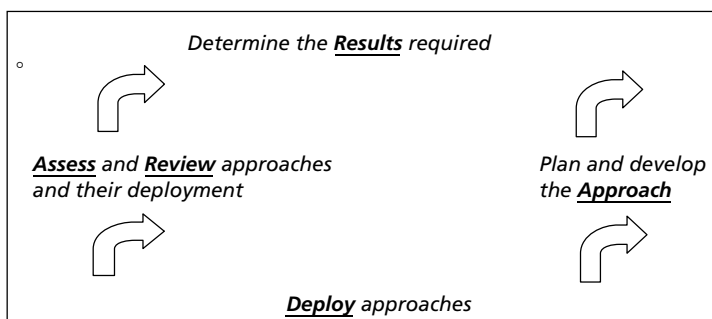 Determine the Results required
Assess and Review approaches
and their deployment
Plan and develop
the Approach
Deploy approaches